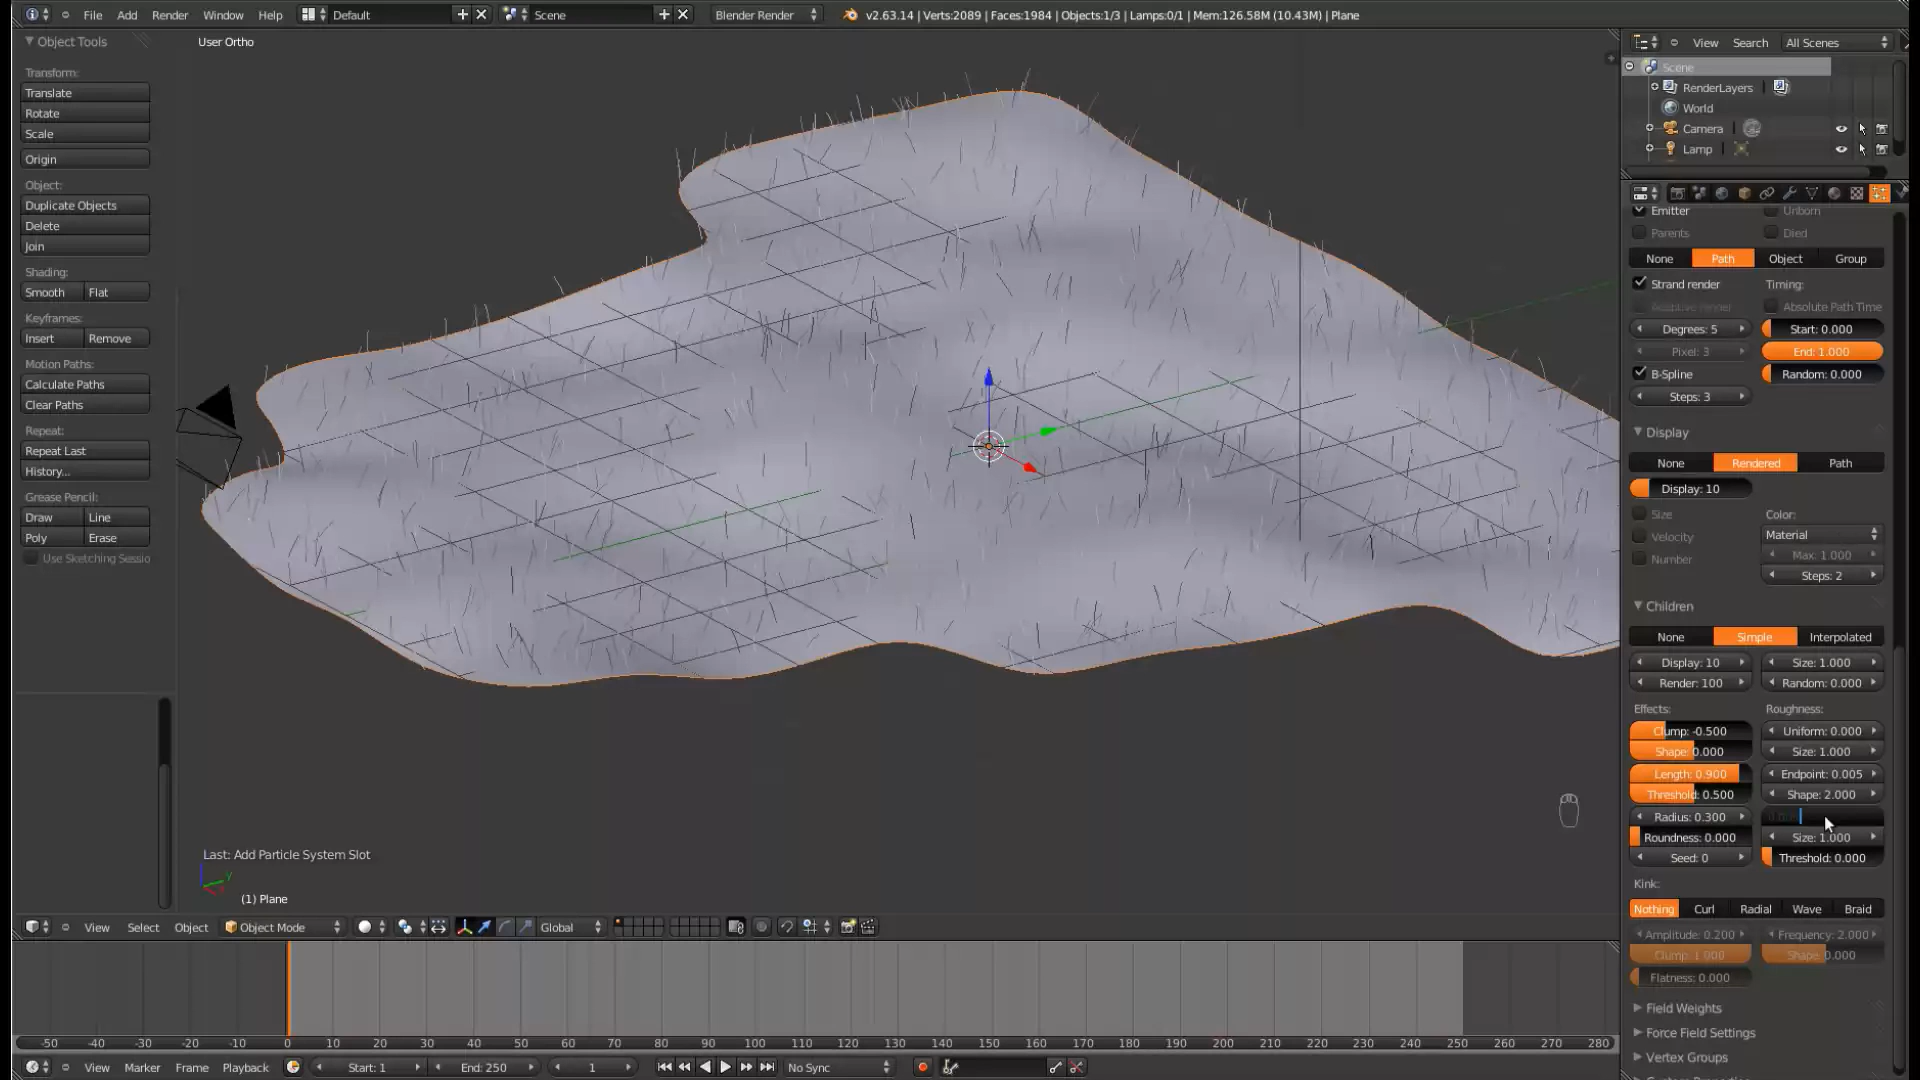 File Add Render Window Help Default Scene Blender Render v2.63.14 | Verts:2089 | Faces:1984 | Objects:1/3 | Lamps:0/1 | Mem:126.58M (10.43M) | Plane
Object Tools
Transform:
Translate
Rotate
Scale
Origin
Object:
Duplicate Objects
Delete
Join
Shading:
Smooth Flat
Keyframes:
Insert Remove
Motion Paths:
Calculate Paths
Clear Paths
Repeat:
Repeat Last
History...
Grease Pencil:
Draw Line
Poly Erase
Use Sketching Sessio
User Ortho
Last: Add Particle System Slot
y
(1) Plane
View Select Object Object Mode Global
-50 -40 -30 -20 -10 0 10 20 30 40 50 60 70 80 90 100 110 120 130 140 150 160 170 180 190 200 210 220 230 240 250 260 270 280
View Marker Frame Playback Start: 1 End: 250 1 No Sync
View Search All Scenes
Scene
RenderLayers
World
Camera
Lamp
Emitter Unborn
Parents Died
None Path Object Group
Strand render Timing:
Absolute Path Time
Degrees: 5 Start: 0.000
Pixel: 3 End: 1.000
B-Spline Random: 0.000
Steps: 3
Display
None Rendered Path
Display: 10
Size Color:
Velocity Material
Number Max: 1.000
Steps: 2
Children
None Simple Interpolated
Display: 10 Size: 1.000
Render: 100 Random: 0.000
Effects: Roughness:
Clump: -0.500 Uniform: 0.000
Shape: 0.000 Size: 1.000
Length: 0.900 Endpoint: 0.005
Threshold: 0.500 Shape: 2.000
Radius: 0.300
Roundness: 0.000 Size: 1.000
Seed: 0 Threshold: 0.000
Kink:
Nothing Curl Radial Wave Braid
Amplitude: 0.200 Frequency: 2.000
Clump: 1.000 Shape: 0.000
Flatness: 0.000
Field Weights
Force Field Settings
Vertex Groups